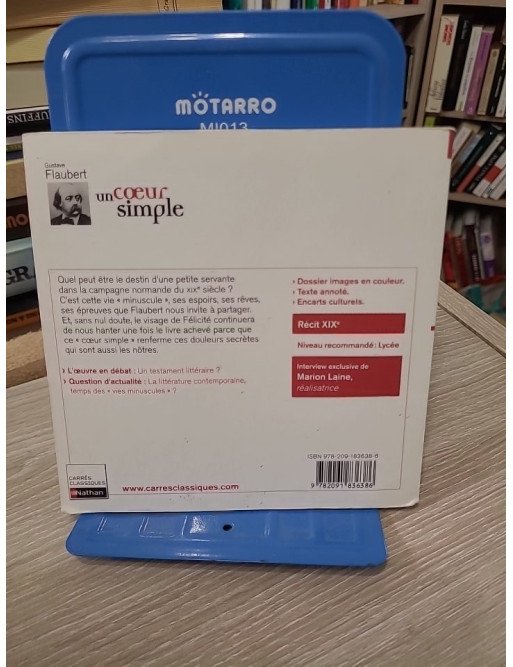 MOTARRO
MI013
Gustave
Flaubert
un cœur
simple
Quel peut être le destin d'une petite servante
dans la campagne normande du XIXe siècle ?
C'est cette vie « minuscule », ses espoirs, ses rêves,
ses épreuves que Flaubert nous invite à partager.
Et, sans nul doute, le visage de Félicité continuera
de nous hanter une fois le livre achevé parce que
ce « cœur simple » renferme ces douleurs secrètes
qui sont aussi les nôtres.
› L'œuvre en débat : Un testament littéraire ?
› Question d'actualité : La littérature contemporaine,
temps des « vies minuscules » ?
› Dossier images en couleur.
› Texte annoté.
› Encarts culturels.
Récit XIXe
Niveau recommandé : Lycée
Interview exclusive de
Marion Laine,
réalisatrice
ISBN 978-209-183638-6
9 782091 836386
CARRÉS
CLASSIQUES
Nathan
www.carresclassiques.com